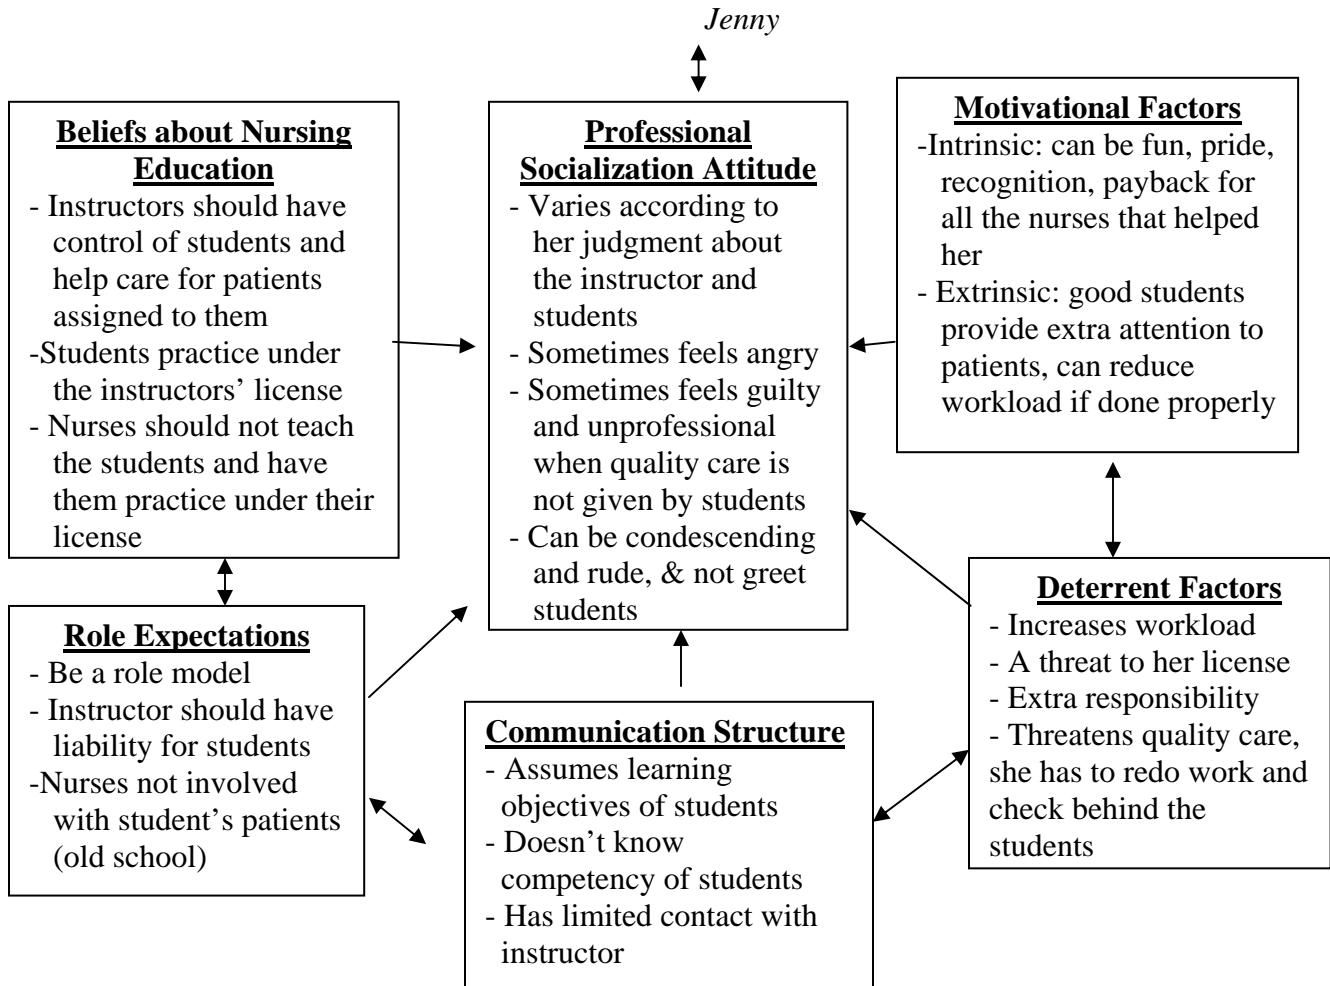 Jenny
Beliefs about Nursing
Education
- Instructors should have
control of students and
help care for patients
assigned to them
-Students practice under
the instructors’ license
- Nurses should not teach
the students and have
them practice under their
license
Professional
Socialization Attitude
- Varies according to
her judgment about
the instructor and
students
- Sometimes feels angry
- Sometimes feels guilty
and unprofessional
when quality care is
not given by students
- Can be condescending
and rude, & not greet
students
Motivational Factors
-Intrinsic: can be fun, pride,
recognition, payback for
all the nurses that helped
her
- Extrinsic: good students
provide extra attention to
patients, can reduce
workload if done properly
Role Expectations
- Be a role model
- Instructor should have
liability for students
-Nurses not involved
with student’s patients
(old school)
Communication Structure
- Assumes learning
objectives of students
- Doesn’t know
competency of students
- Has limited contact with
instructor
Deterrent Factors
- Increases workload
- A threat to her license
- Extra responsibility
- Threatens quality care,
she has to redo work and
check behind the
students